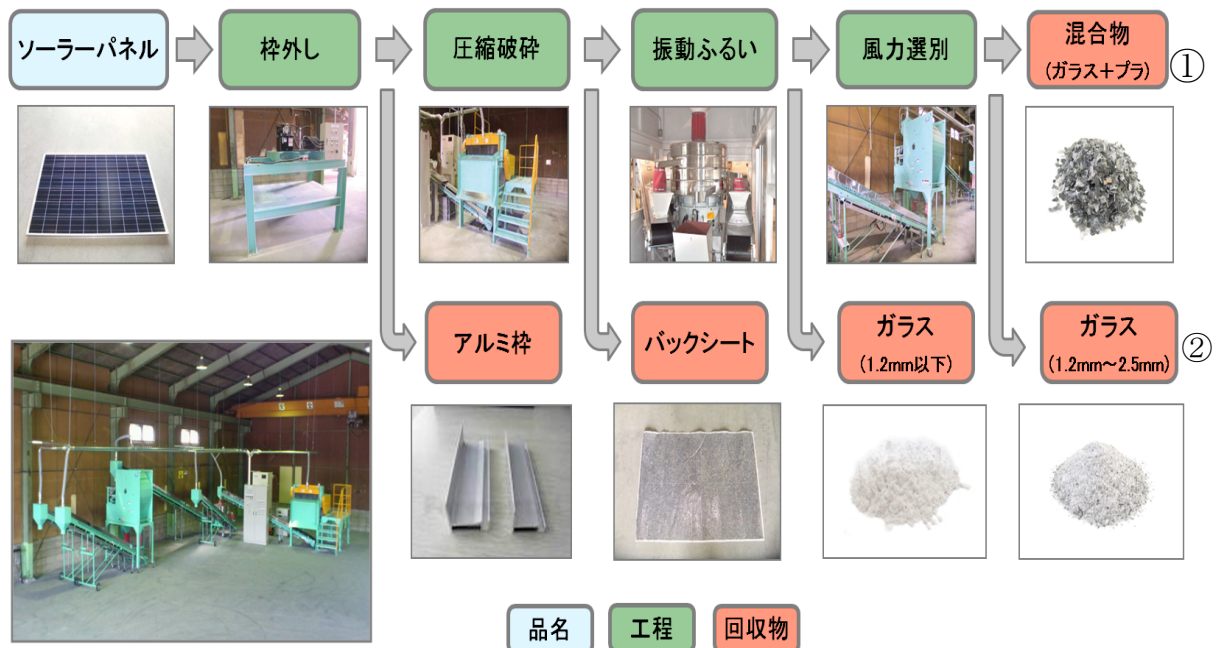 ソーラーパネル
枠外し
圧縮破砕
振動ふるい
風力選別
混合物
(ガラス+プラ)
①
アルミ枠
バックシート
ガラス
(1.2mm以下)
ガラス
(1.2mm～2.5mm)
②
品名
工程
回収物